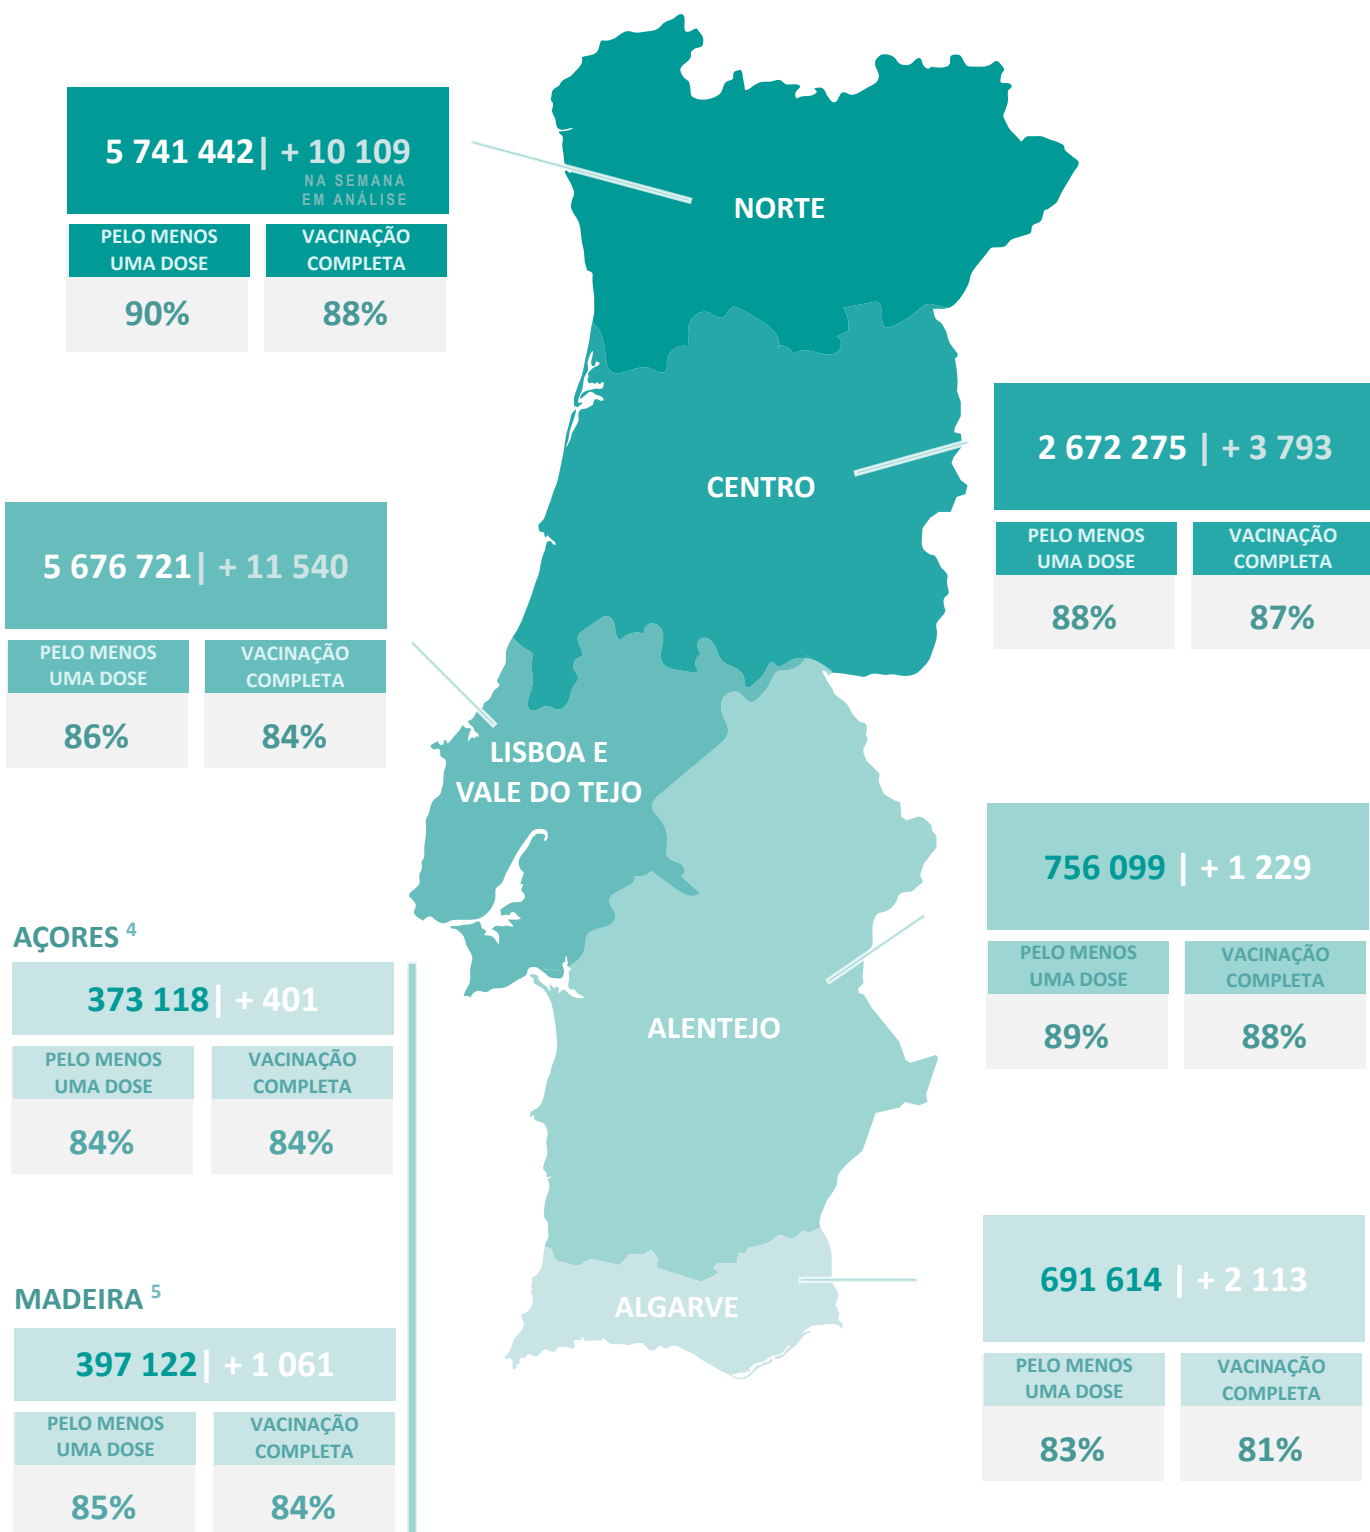 5 741 442 | + 10 109
NA SEMANA
EM ANÁLISE
PELO MENOS
UMA DOSE
VACINAÇÃO
COMPLETA
90%
88%
NORTE
2 672 275 | + 3 793
PELO MENOS
UMA DOSE
VACINAÇÃO
COMPLETA
88%
87%
CENTRO
5 676 721 | + 11 540
PELO MENOS
UMA DOSE
VACINAÇÃO
COMPLETA
86%
84%
LISBOA E
VALE DO TEJO
756 099 | + 1 229
PELO MENOS
UMA DOSE
VACINAÇÃO
COMPLETA
89%
88%
ALENTEJO
AÇORES 4
373 118 | + 401
PELO MENOS
UMA DOSE
VACINAÇÃO
COMPLETA
84%
84%
691 614 | + 2 113
PELO MENOS
UMA DOSE
VACINAÇÃO
COMPLETA
83%
81%
ALGARVE
MADEIRA 5
397 122 | + 1 061
PELO MENOS
UMA DOSE
VACINAÇÃO
COMPLETA
85%
84%